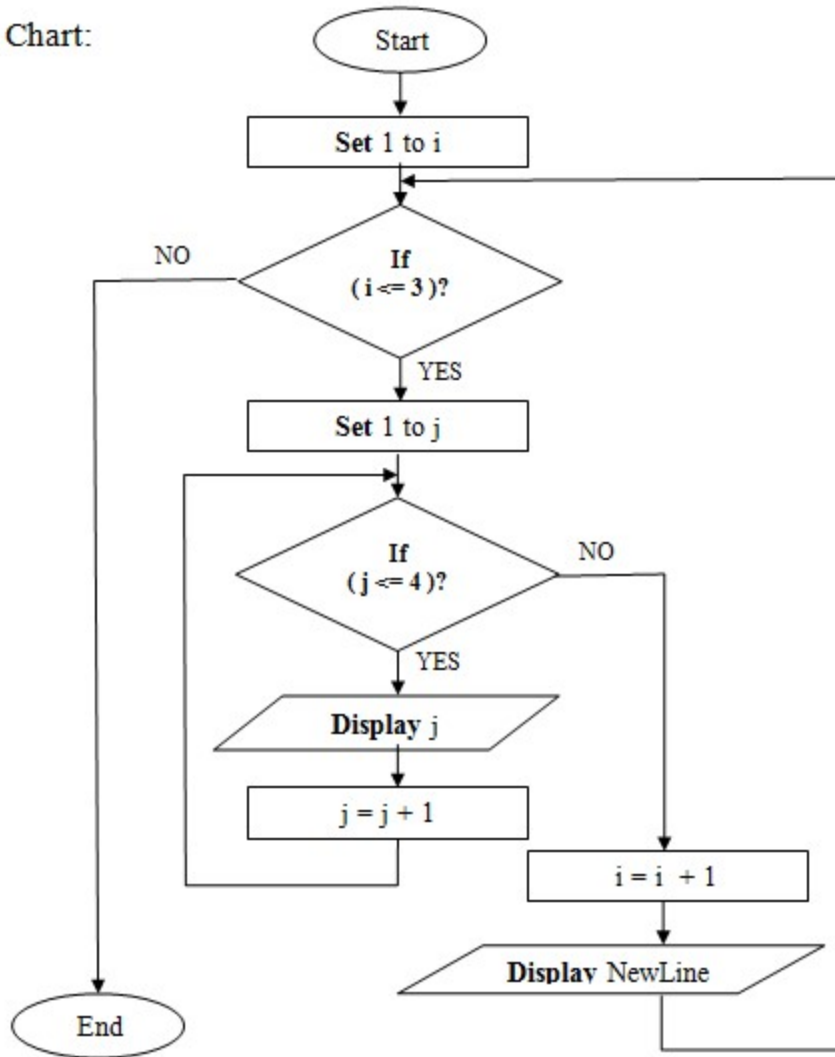 Chart:
Start
Set 1 to i
NO
If
( i <= 3 )?
YES
Set 1 to j
If
( j <= 4 )?
NO
YES
Display j
j = j + 1
i = i + 1
Display NewLine
End